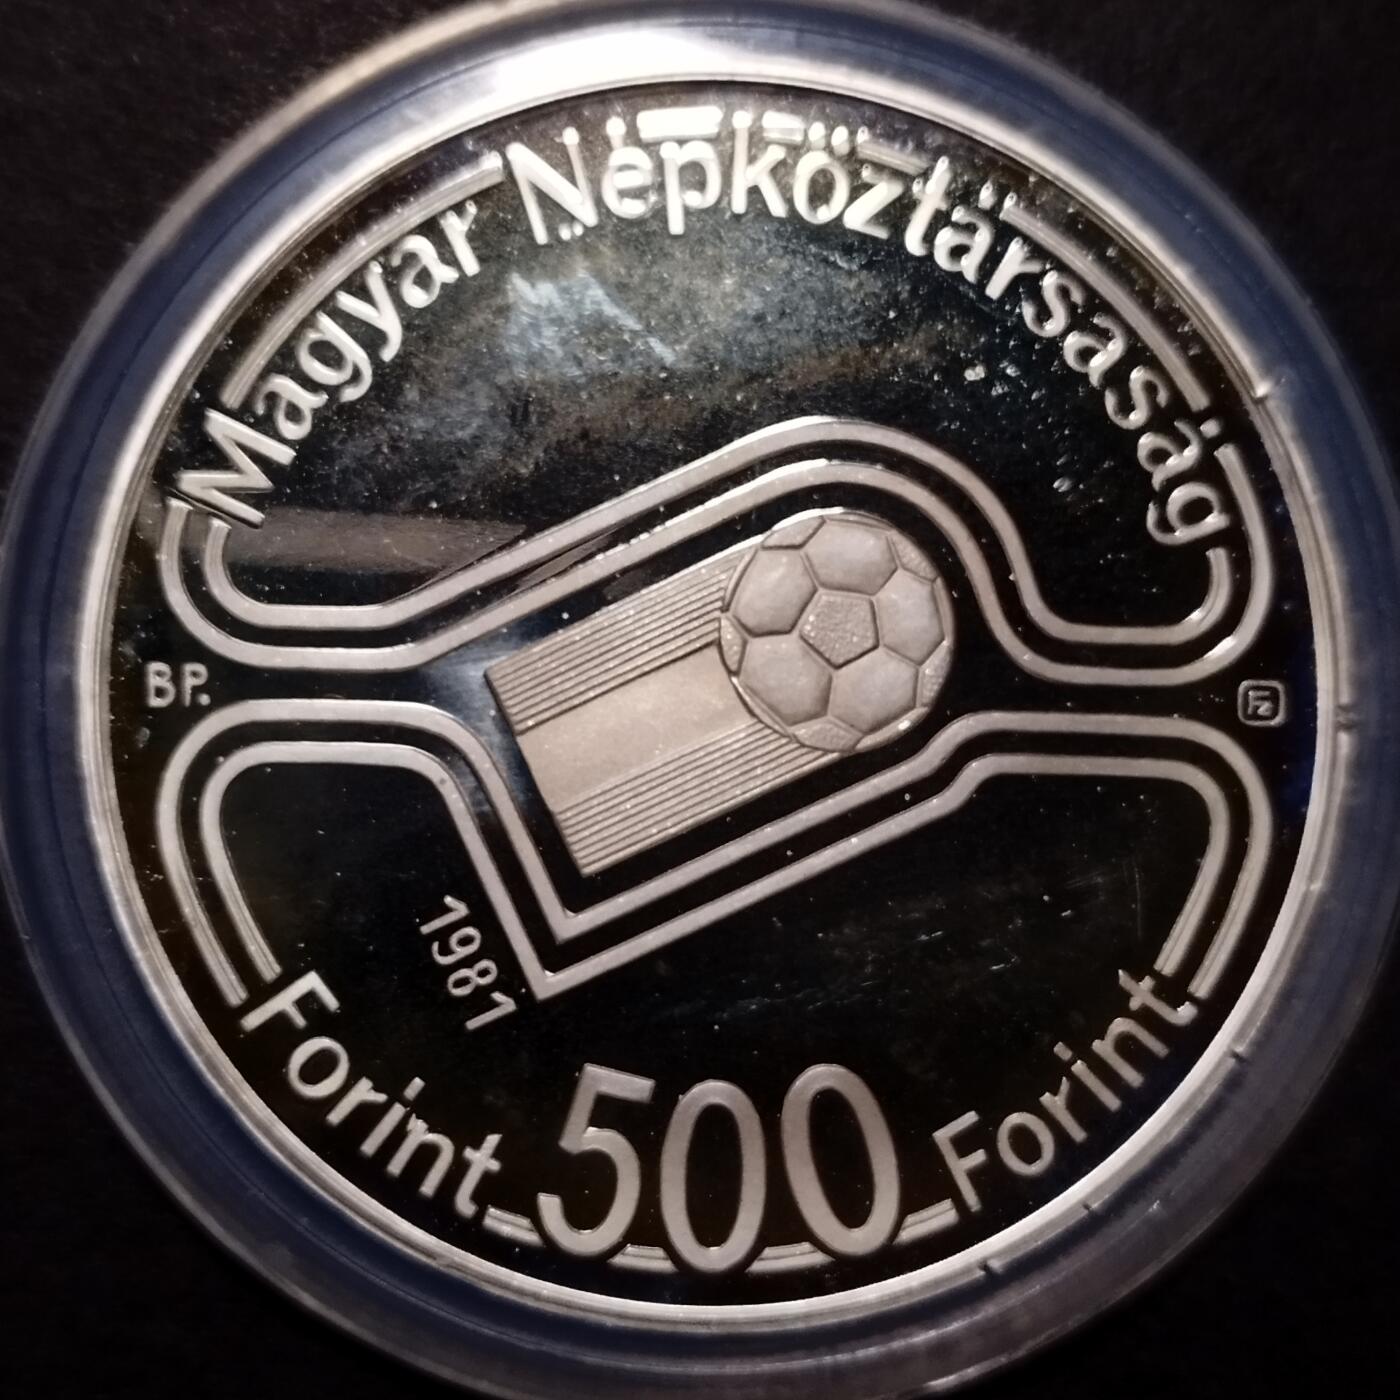 Magyar Népköztársaság
BP.
1981
Forint 500 Forint